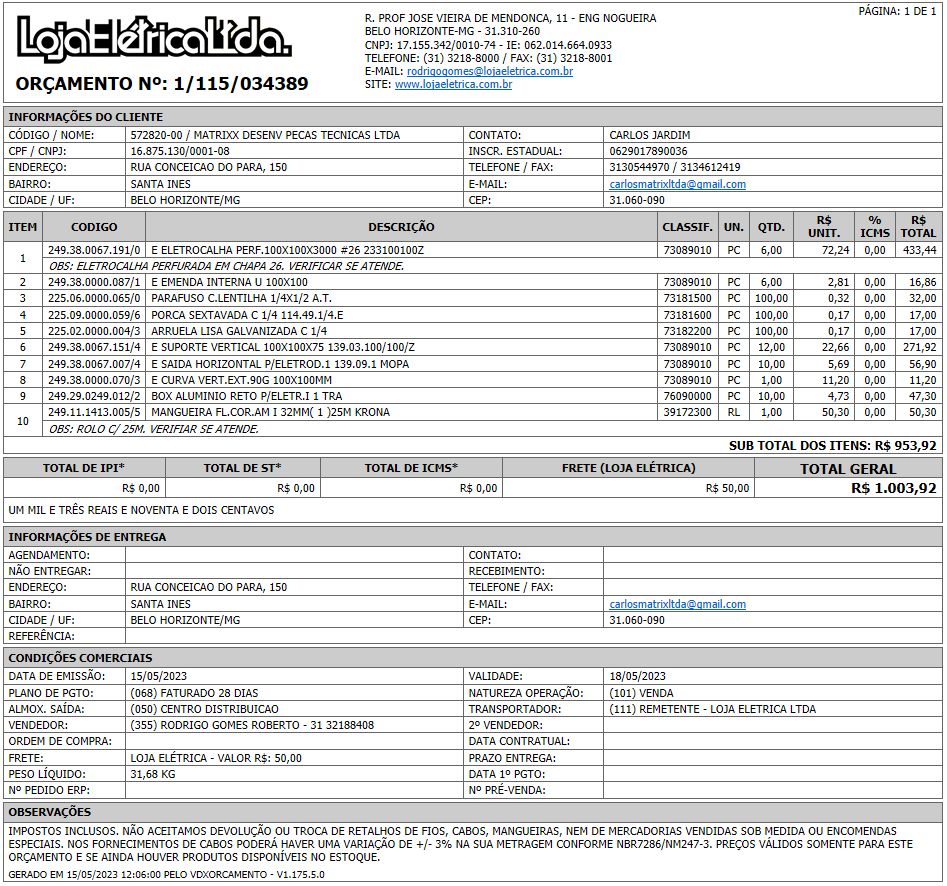 PÁGINA: 1 DE 1
LojaElétricaLtda.
ORÇAMENTO Nº: 1/115/034389
R. PROF JOSE VIEIRA DE MENDONCA, 11 - ENG NOGUEIRA
BELO HORIZONTE-MG - 31.310-260
CNPJ: 17.155.342/0010-74 - IE: 062.014.664.0933
TELEFONE: (31) 3218-8000 / FAX: (31) 3218-8001
E-MAIL: rodrigogomes@lojaeletrica.com.br
SITE: www.lojaeletrica.com.br
INFORMAÇÕES DO CLIENTE
CÓDIGO / NOME: 572820-00 / MATRIXX DESENV PECAS TECNICAS LTDA CONTATO: CARLOS JARDIM
CPF / CNPJ: 16.875.130/0001-08 INSCR. ESTADUAL: 0629017890036
ENDEREÇO: RUA CONCEICAO DO PARA, 150 TELEFONE / FAX: 3130544970 / 3134612419
BAIRRO: SANTA INES E-MAIL: carlosmatrixltda@gmail.com
CIDADE / UF: BELO HORIZONTE/MG CEP: 31.060-090
ITEM CODIGO DESCRIÇÃO CLASSIF. UN. QTD. R$ UNIT. % ICMS R$ TOTAL
1 249.38.0067.191/0 E ELETROCALHA PERF.100X100X3000 #26 233100100Z 73089010 PC 6,00 72,24 0,00 433,44
OBS: ELETROCALHA PERFURADA EM CHAPA 26. VERIFICAR SE ATENDE.
2 249.38.0000.087/1 E EMENDA INTERNA U 100X100 73089010 PC 6,00 2,81 0,00 16,86
3 225.06.0000.065/0 PARAFUSO C.LENTILHA 1/4X1/2 A.T. 73181500 PC 100,00 0,32 0,00 32,00
4 225.09.0000.059/6 PORCA SEXTAVADA C 1/4 114.49.1/4.E 73181600 PC 100,00 0,17 0,00 17,00
5 225.02.0000.004/3 ARRUELA LISA GALVANIZADA C 1/4 73182200 PC 100,00 0,17 0,00 17,00
6 249.38.0067.151/4 E SUPORTE VERTICAL 100X100X75 139.03.100/100/Z 73089010 PC 12,00 22,66 0,00 271,92
7 249.38.0067.007/4 E SAIDA HORIZONTAL P/ELETROD.1 139.09.1 MOPA 73089010 PC 10,00 5,69 0,00 56,90
8 249.38.0000.070/3 E CURVA VERT.EXT.90G 100X100MM 73089010 PC 1,00 11,20 0,00 11,20
9 249.29.0249.012/2 BOX ALUMINIO RETO P/ELETR.I 1 TRA 76090000 PC 10,00 4,73 0,00 47,30
10 249.11.1413.005/5 MANGUEIRA FL.COR.AM I 32MM( 1 )25M KRONA 39172300 RL 1,00 50,30 0,00 50,30
OBS: ROLO C/ 25M. VERIFIAR SE ATENDE.
SUB TOTAL DOS ITENS: R$ 953,92
TOTAL DE IPI* TOTAL DE ST* TOTAL DE ICMS* FRETE (LOJA ELÉTRICA) TOTAL GERAL
R$ 0,00 R$ 0,00 R$ 0,00 R$ 50,00 R$ 1.003,92
UM MIL E TRÊS REAIS E NOVENTA E DOIS CENTAVOS
INFORMAÇÕES DE ENTREGA
AGENDAMENTO: CONTATO:
NÃO ENTREGAR: RECEBIMENTO:
ENDEREÇO: RUA CONCEICAO DO PARA, 150 TELEFONE / FAX:
BAIRRO: SANTA INES E-MAIL: carlosmatrixltda@gmail.com
CIDADE / UF: BELO HORIZONTE/MG CEP: 31.060-090
REFERÊNCIA:
CONDIÇÕES COMERCIAIS
DATA DE EMISSÃO: 15/05/2023 VALIDADE: 18/05/2023
PLANO DE PGTO: (068) FATURADO 28 DIAS NATUREZA OPERAÇÃO: (101) VENDA
ALMOX. SAÍDA: (050) CENTRO DISTRIBUICAO TRANSPORTADOR: (111) REMETENTE - LOJA ELETRICA LTDA
VENDEDOR: (355) RODRIGO GOMES ROBERTO - 31 32188408 2º VENDEDOR:
ORDEM DE COMPRA: DATA CONTRATUAL:
FRETE: LOJA ELÉTRICA - VALOR R$: 50,00 PRAZO ENTREGA:
PESO LÍQUIDO: 31,68 KG DATA 1º PGTO:
Nº PEDIDO ERP: Nº PRÉ-VENDA:
OBSERVAÇÕES
IMPOSTOS INCLUSOS. NÃO ACEITAMOS DEVOLUÇÃO OU TROCA DE RETALHOS DE FIOS, CABOS, MANGUEIRAS, NEM DE MERCADORIAS VENDIDAS SOB MEDIDA OU ENCOMENDAS
ESPECIAIS. NOS FORNECIMENTOS DE CABOS PODERÁ HAVER UMA VARIAÇÃO DE +/- 3% NA SUA METRAGEM CONFORME NBR7286/NM247-3. PREÇOS VÁLIDOS SOMENTE PARA ESTE
ORÇAMENTO E SE AINDA HOUVER PRODUTOS DISPONÍVEIS NO ESTOQUE.
GERADO EM 15/05/2023 12:06:00 PELO VDXORCAMENTO - V1.175.5.0